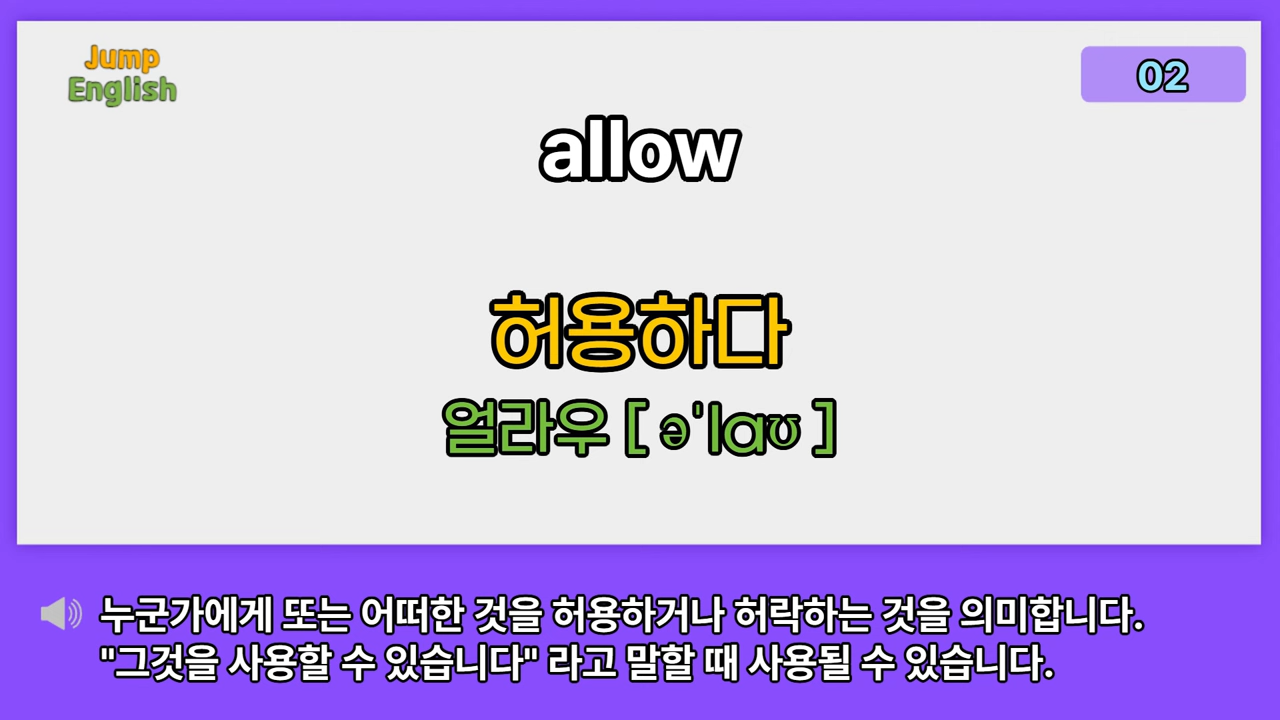 Jump
English
02
allow
허용하다
얼라우 [ əˈlaʊ ]
누군가에게 또는 어떠한 것을 허용하거나 허락하는 것을 의미합니다.
"그것을 사용할 수 있습니다" 라고 말할 때 사용될 수 있습니다.